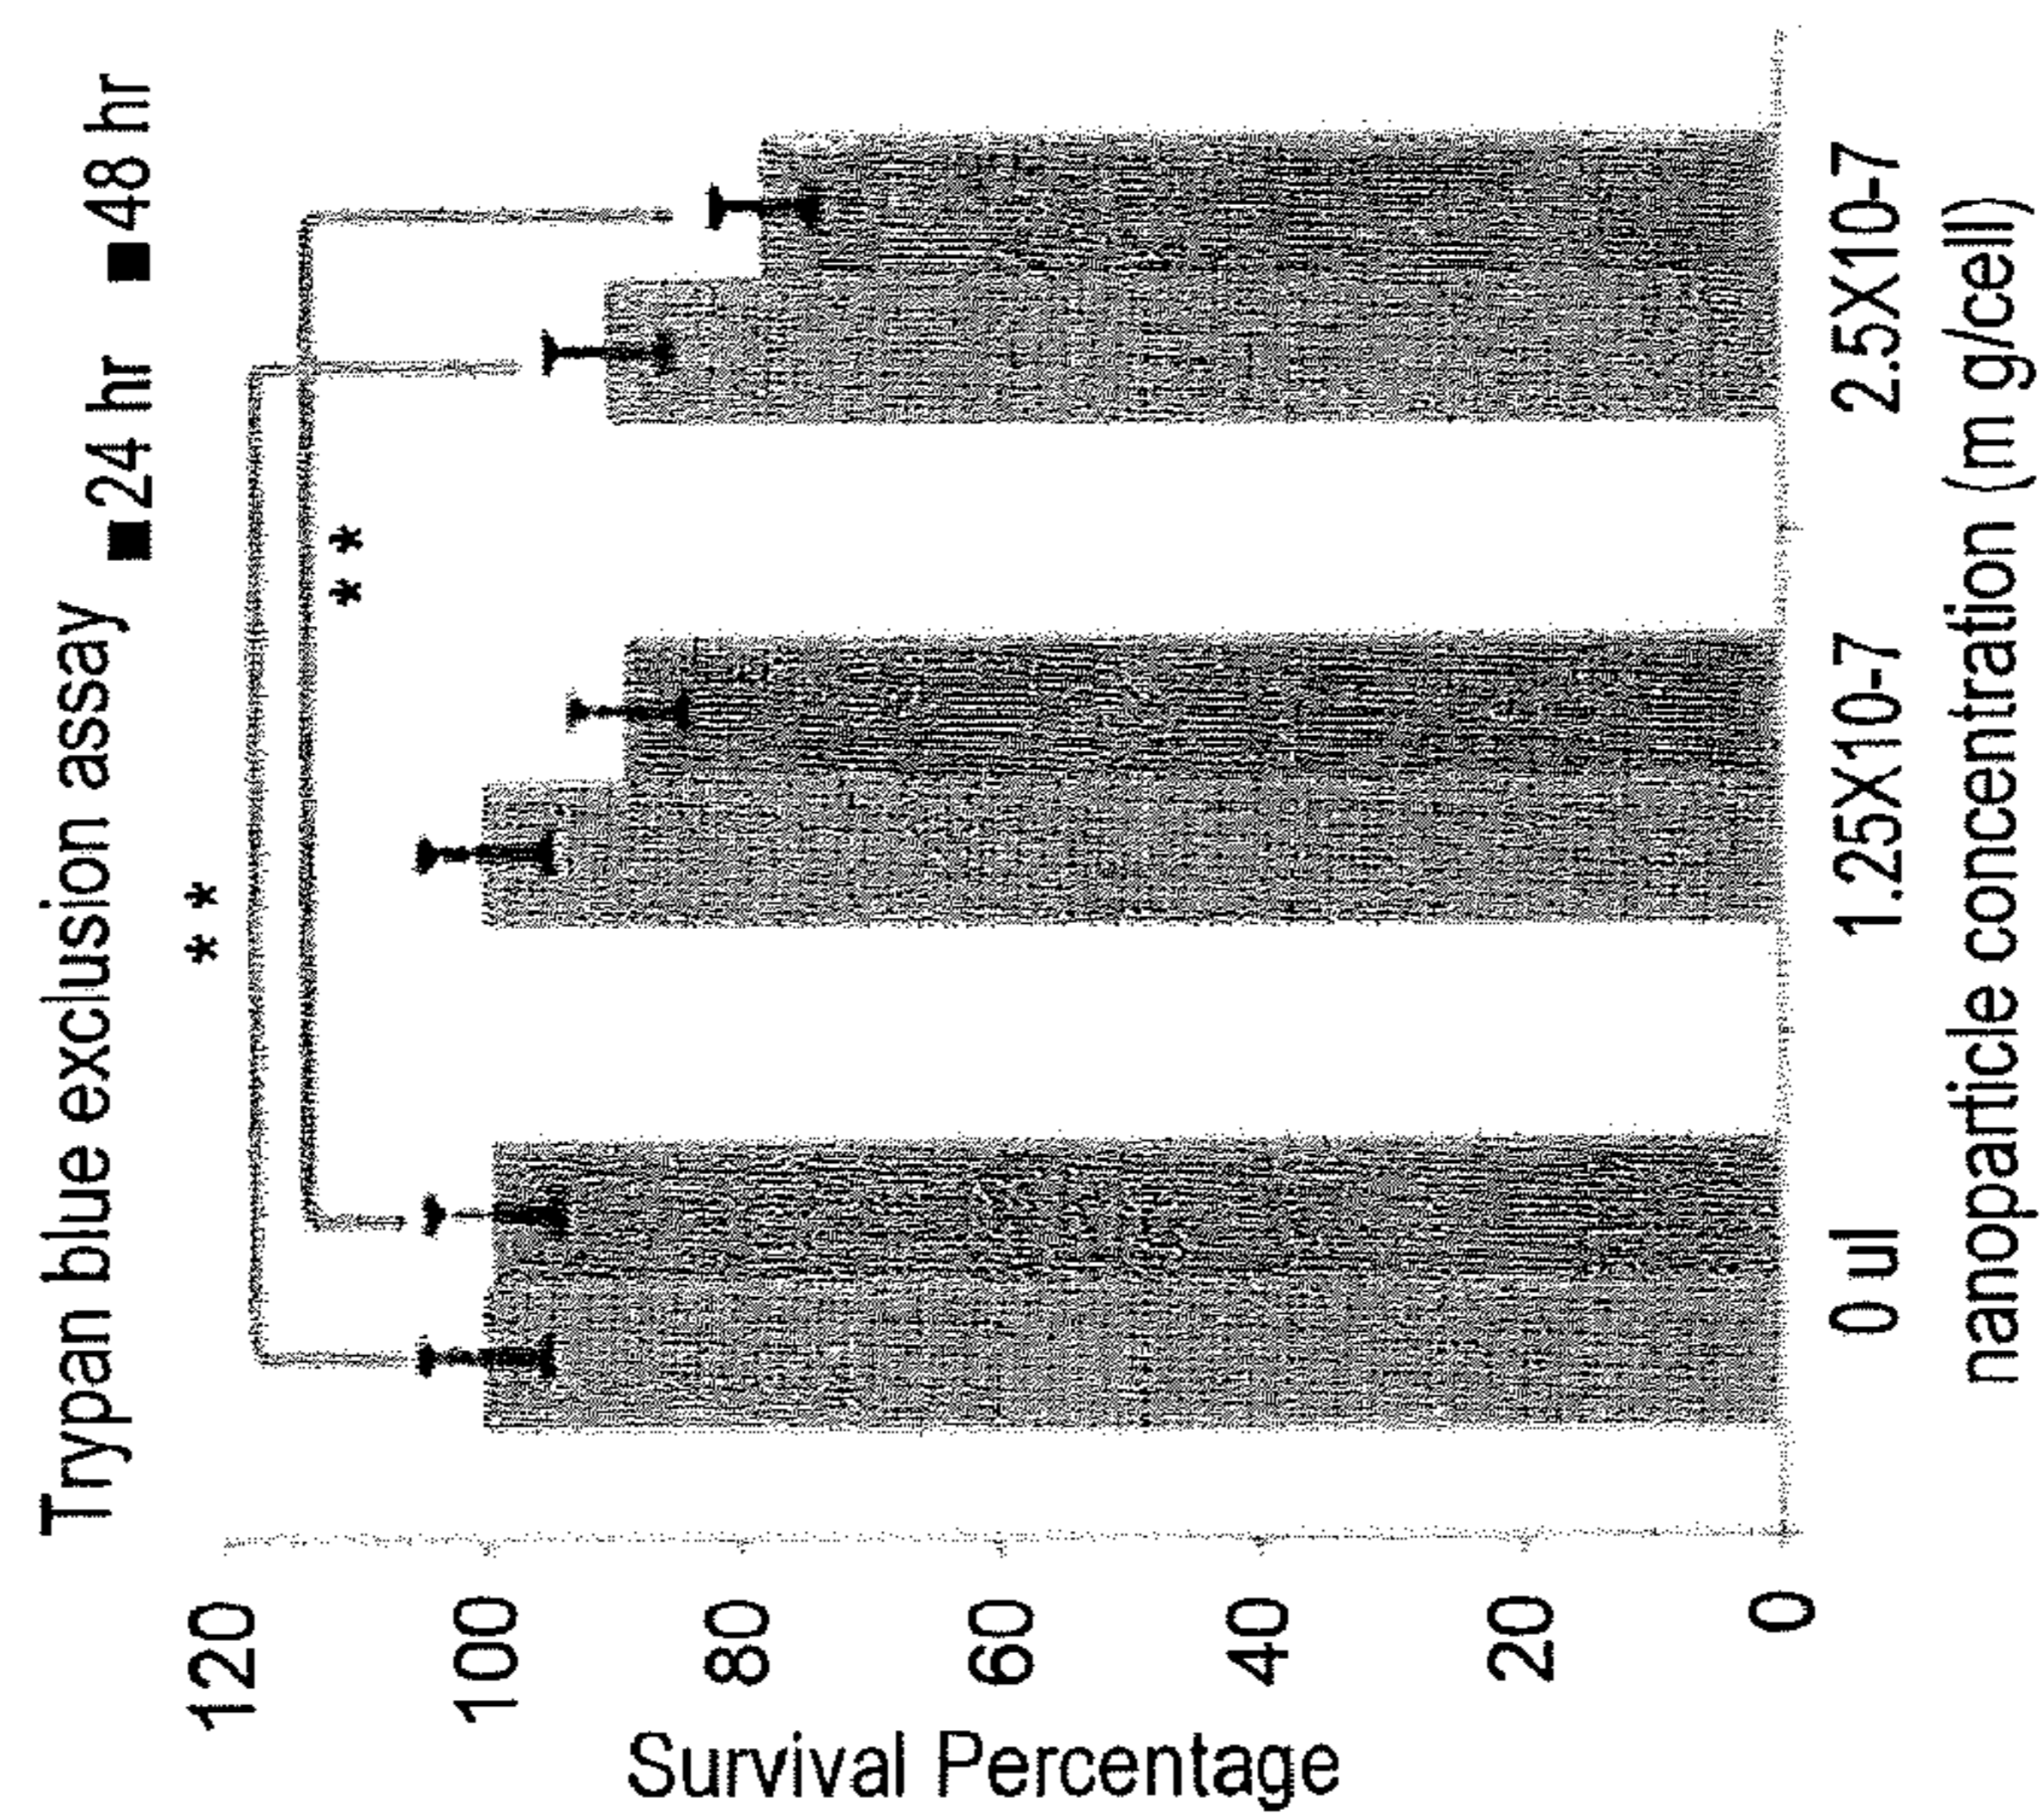 Trypan blue exclusion assay ■24 hr ■48 hr
* *
* *
120
100
80
60
40
20
0
Survival Percentage
0 ul 1.25X10-7 2.5X10-7
nanoparticle concentration (m g/cell)